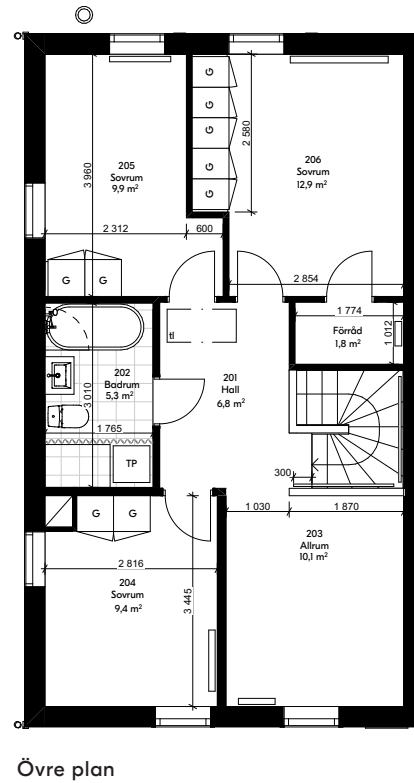 G
G
G
G
G
205
Sovrum
9,9 m²
206
Sovrum
12,9 m²
3 960
2 580
2 312
600
2 854
G G
1 774
Förråd
1,8 m²
1 012
tl
201
Hall
6,8 m²
202
Badrum
5,3 m²
3 010
1 765
TP
300
G G
1 030
1 870
203
Allrum
10,1 m²
2 816
204
Sovrum
9,4 m²
3 445
Övre plan